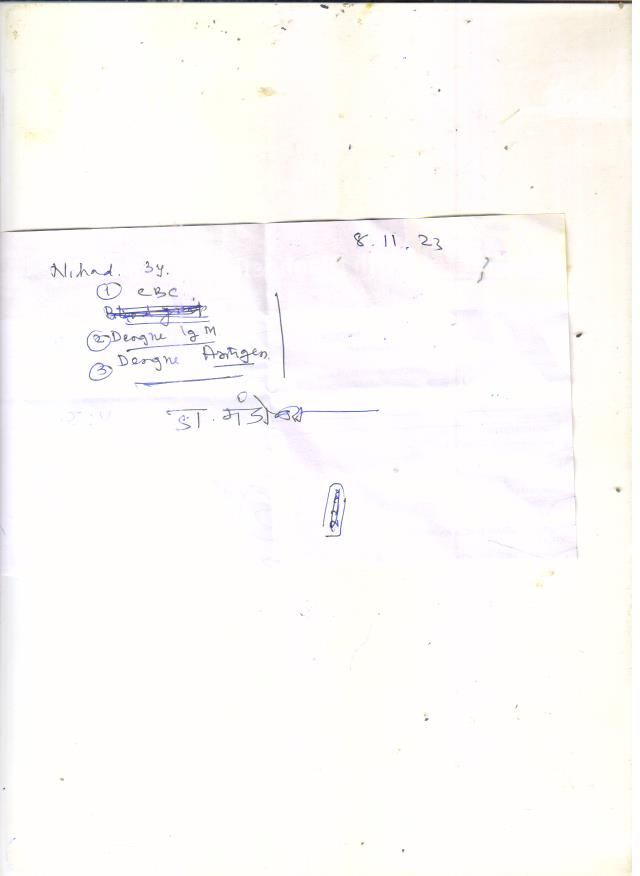 8.11.23
Nihad. 3y.
① CBC.
② Dengue IgM
③ Dengue Antigen.
डा.